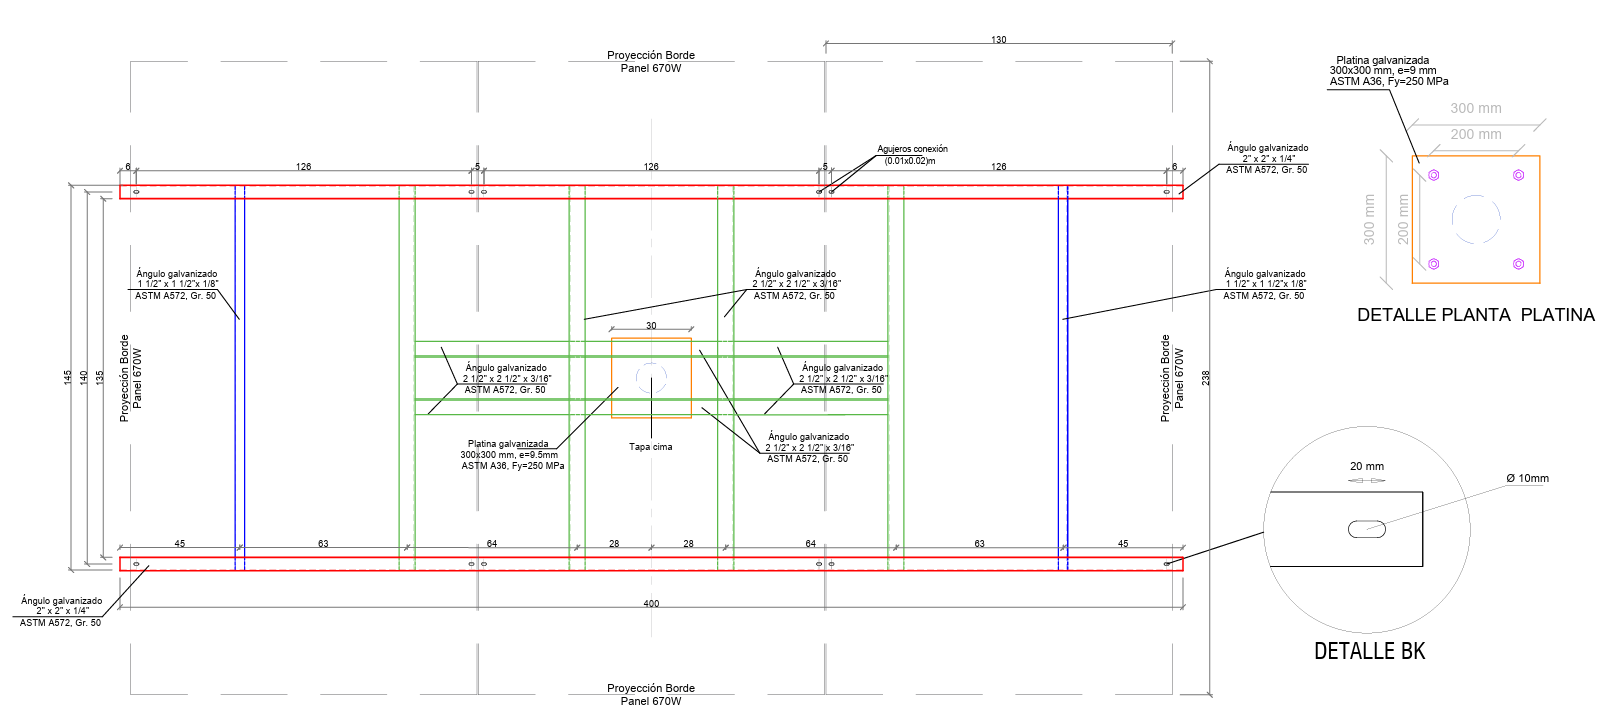 130
Proyección Borde
Panel 670W
Platina galvanizada
300x300 mm, e=9 mm
ASTM A36, Fy=250 MPa
300 mm
200 mm
Agujeros conexión
(0.01x0.02)m
Ángulo galvanizado
2" x 2" x 1/4"
ASTM A572, Gr. 50
6
126
5
126
5
126
6
300 mm
200 mm
Ángulo galvanizado
1 1/2" x 1 1/2"x 1/8"
ASTM A572, Gr. 50
Ángulo galvanizado
2 1/2" x 2 1/2" x 3/16"
ASTM A572, Gr. 50
Ángulo galvanizado
1 1/2" x 1 1/2"x1/8"
ASTM A572, Gr. 50
DETALLE PLANTA PLATINA
30
145
140
135
Proyección Borde
Panel 670W
Ángulo galvanizado
2 1/2" x 2 1/2" x 3/16"
ASTM A572, Gr. 50
Ángulo galvanizado
2 1/2" x 2 1/2" x 3/16"
ASTM A572, Gr. 50
Proyección Borde
Panel 670W
238
Platina galvanizada
300x300 mm, e=9.5mm
ASTM A36, Fy=250 MPa
Tapa cima
Ángulo galvanizado
2 1/2" x 2 1/2" x 3/16"
ASTM A572, Gr. 50
20 mm
Ø 10mm
45
63
64
28
28
64
63
45
Ángulo galvanizado
2" x 2" x 1/4"
ASTM A572, Gr. 50
400
DETALLE BK
Proyección Borde
Panel 670W